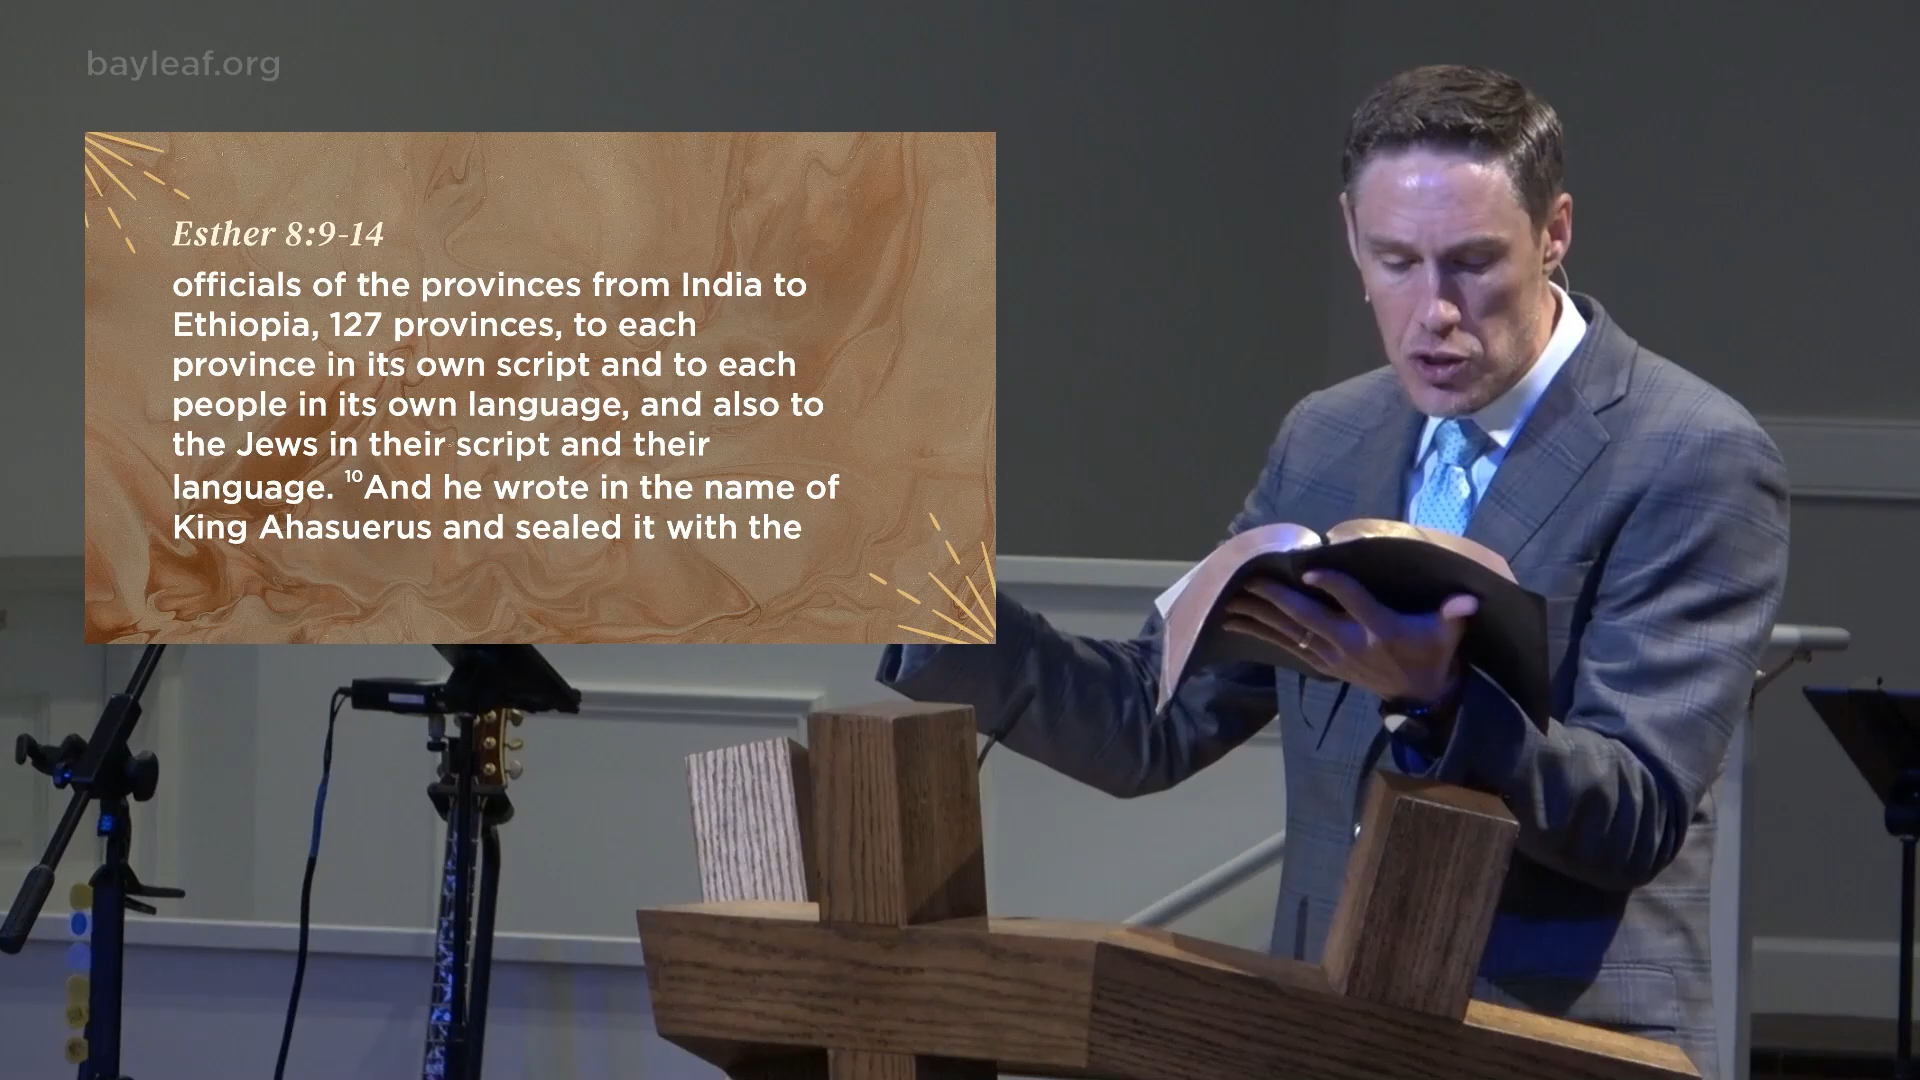 bayleaf.org
Esther 8:9-14
officials of the provinces from India to
Ethiopia, 127 provinces, to each
province in its own script and to each
people in its own language, and also to
the Jews in their script and their
language. ¹⁰And he wrote in the name of
King Ahasuerus and sealed it with the